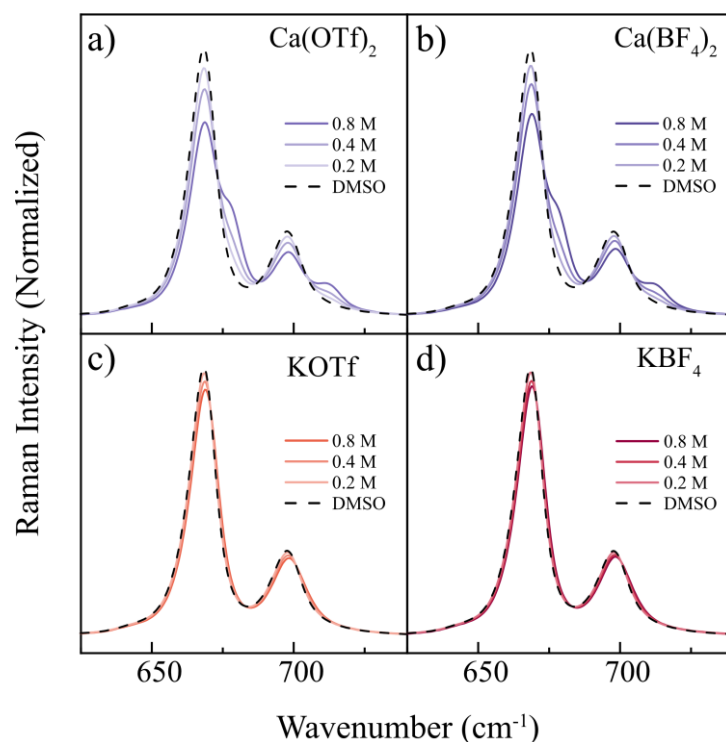 a) Ca(OTf)₂
0.8 M
0.4 M
0.2 M
DMSO
b) Ca(BF₄)₂
0.8 M
0.4 M
0.2 M
DMSO
c) KOTf
0.8 M
0.4 M
0.2 M
DMSO
d) KBF₄
0.8 M
0.4 M
0.2 M
DMSO
Raman Intensity (Normalized)
650 700 650 700
Wavenumber (cm⁻¹)